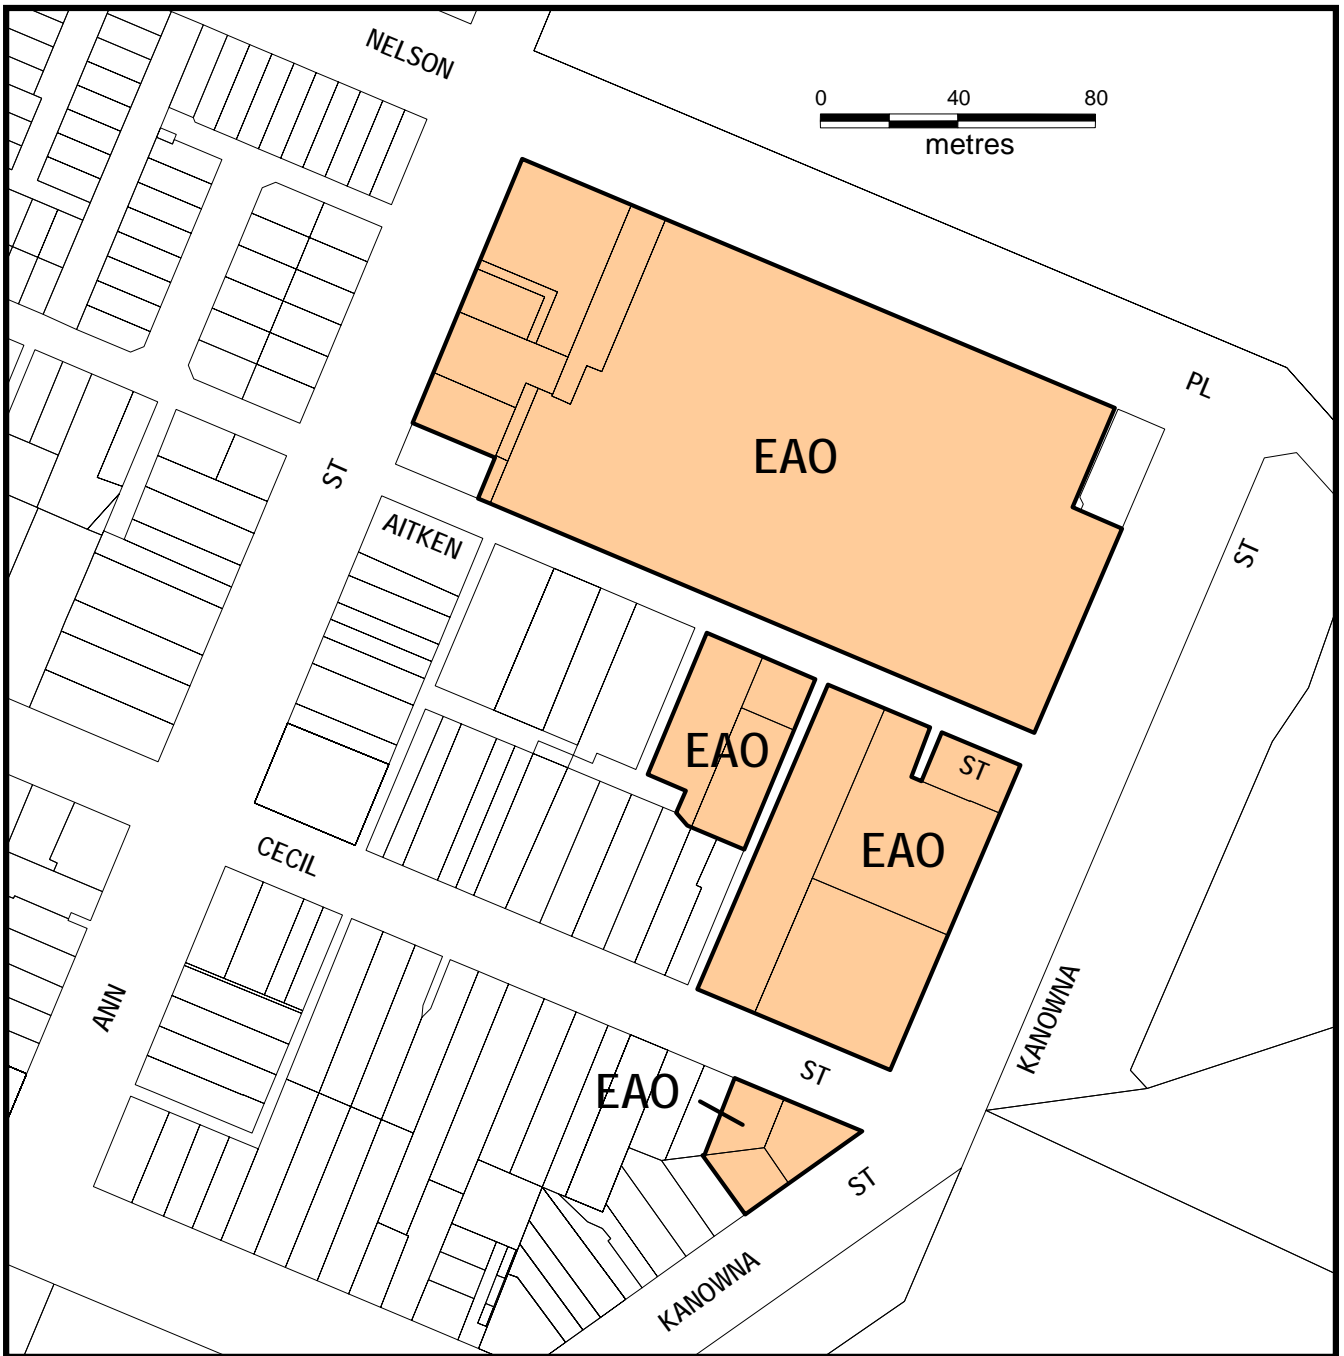 NELSON
0 40 80
metres
PL
EAO
ST
AITKEN
ST
EAO
ST
EAO
CECIL
ANN
KANOWNA
ST
EAO
ST
KANOWNA